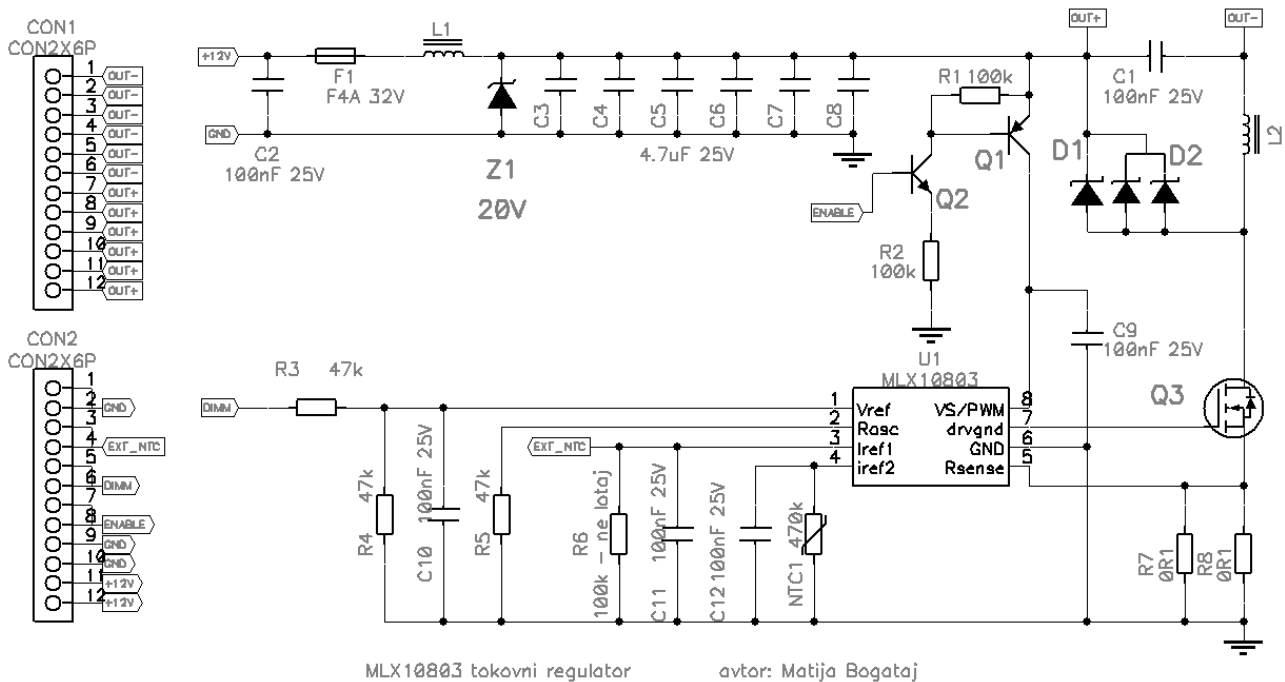 CON1
CON2X6P
1 OUT-
2 OUT-
3 OUT-
4 OUT-
5 OUT-
6 OUT-
7 OUT+
8 OUT+
9 OUT+
10 OUT+
11 OUT+
12 OUT+
+12V
GND
F1
F4A 32V
L1
C2
100nF 25V
Z1
20V
C3
C4
C5
C6
C7
C8
4.7uF 25V
R1 100k
Q1
Q2
ENABLE
R2
100k
OUT+
OUT-
C1
100nF 25V
D1
D2
L2
C9
100nF 25V
CON2
CON2X6P
1
2 GND
3
4 EXT_NTC
5
6 DIMM
7
8 ENABLE
9 GND
10 GND
11 +12V
12 +12V
R3 47k
DIMM
R4 47k
C10 100nF 25V
R5 47k
EXT_NTC
R6
100k - ne lotaj
C11 100nF 25V
C12 100nF 25V
NTC1 470k
U1
MLX10803
1 Vref
2 Rosc
3 Iref1
4 iref2
VS/PWM 8
drvgnd 7
GND 6
Rsense 5
Q3
R7
0R1
R8
0R1
MLX10803 tokovni regulator
avtor: Matija Bogataj